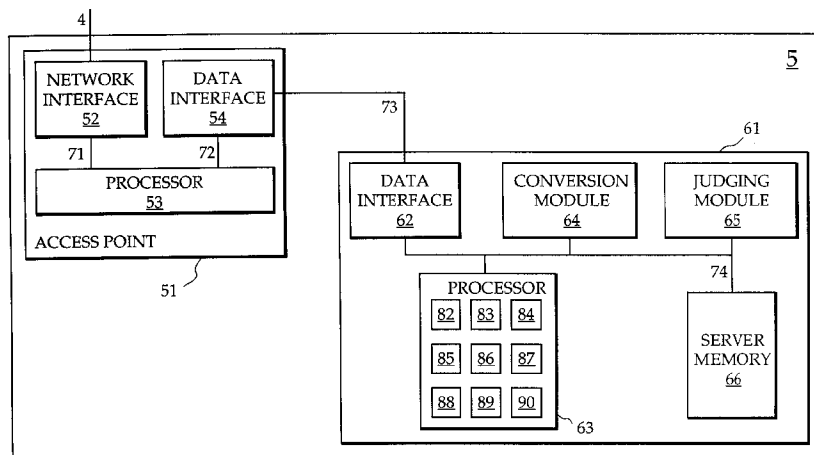 4
5
NETWORK
INTERFACE
52
DATA
INTERFACE
54
73
71
72
PROCESSOR
53
ACCESS POINT
51
61
DATA
INTERFACE
62
CONVERSION
MODULE
64
JUDGING
MODULE
65
74
PROCESSOR
82 83 84
85 86 87
88 89 90
63
SERVER
MEMORY
66